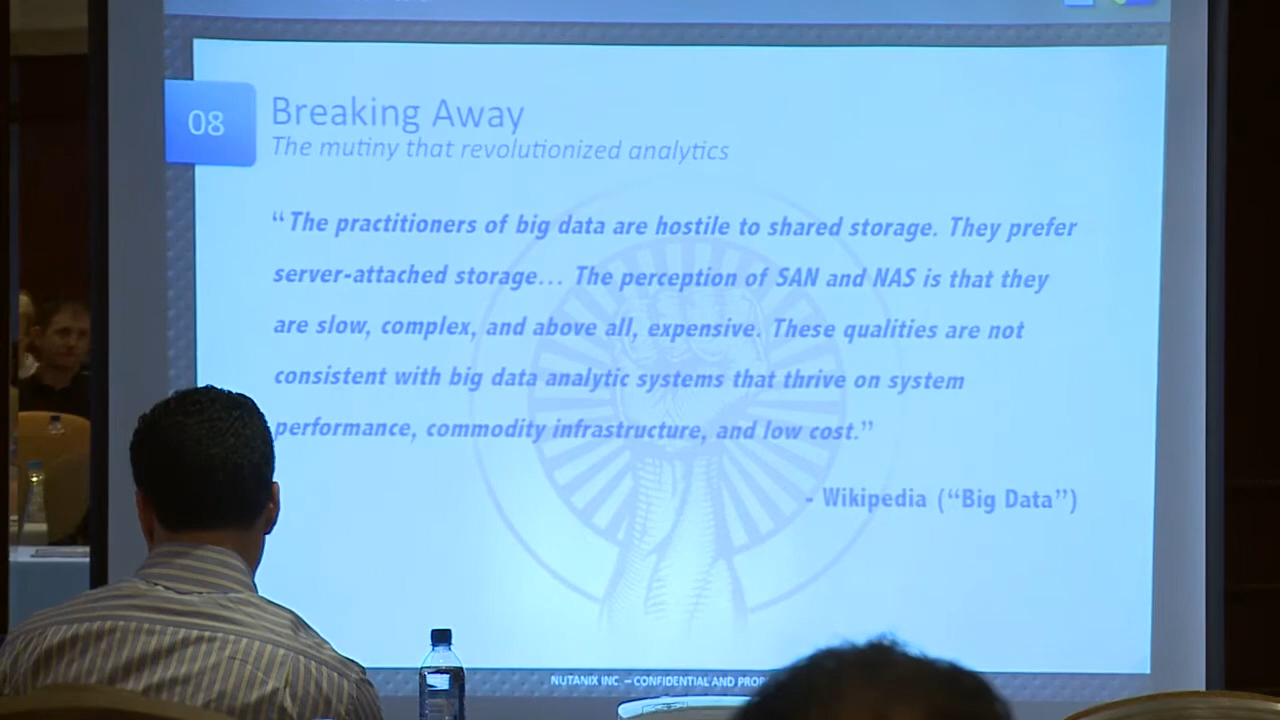 08
Breaking Away
The mutiny that revolutionized analytics
“ The practitioners of big data are hostile to shared storage. They prefer
server-attached storage… The perception of SAN and NAS is that they
are slow, complex, and above all, expensive. These qualities are not
consistent with big data analytic systems that thrive on system
performance, commodity infrastructure, and low cost.”
- Wikipedia (“Big Data”)
NUTANIX INC. – CONFIDENTIAL AND